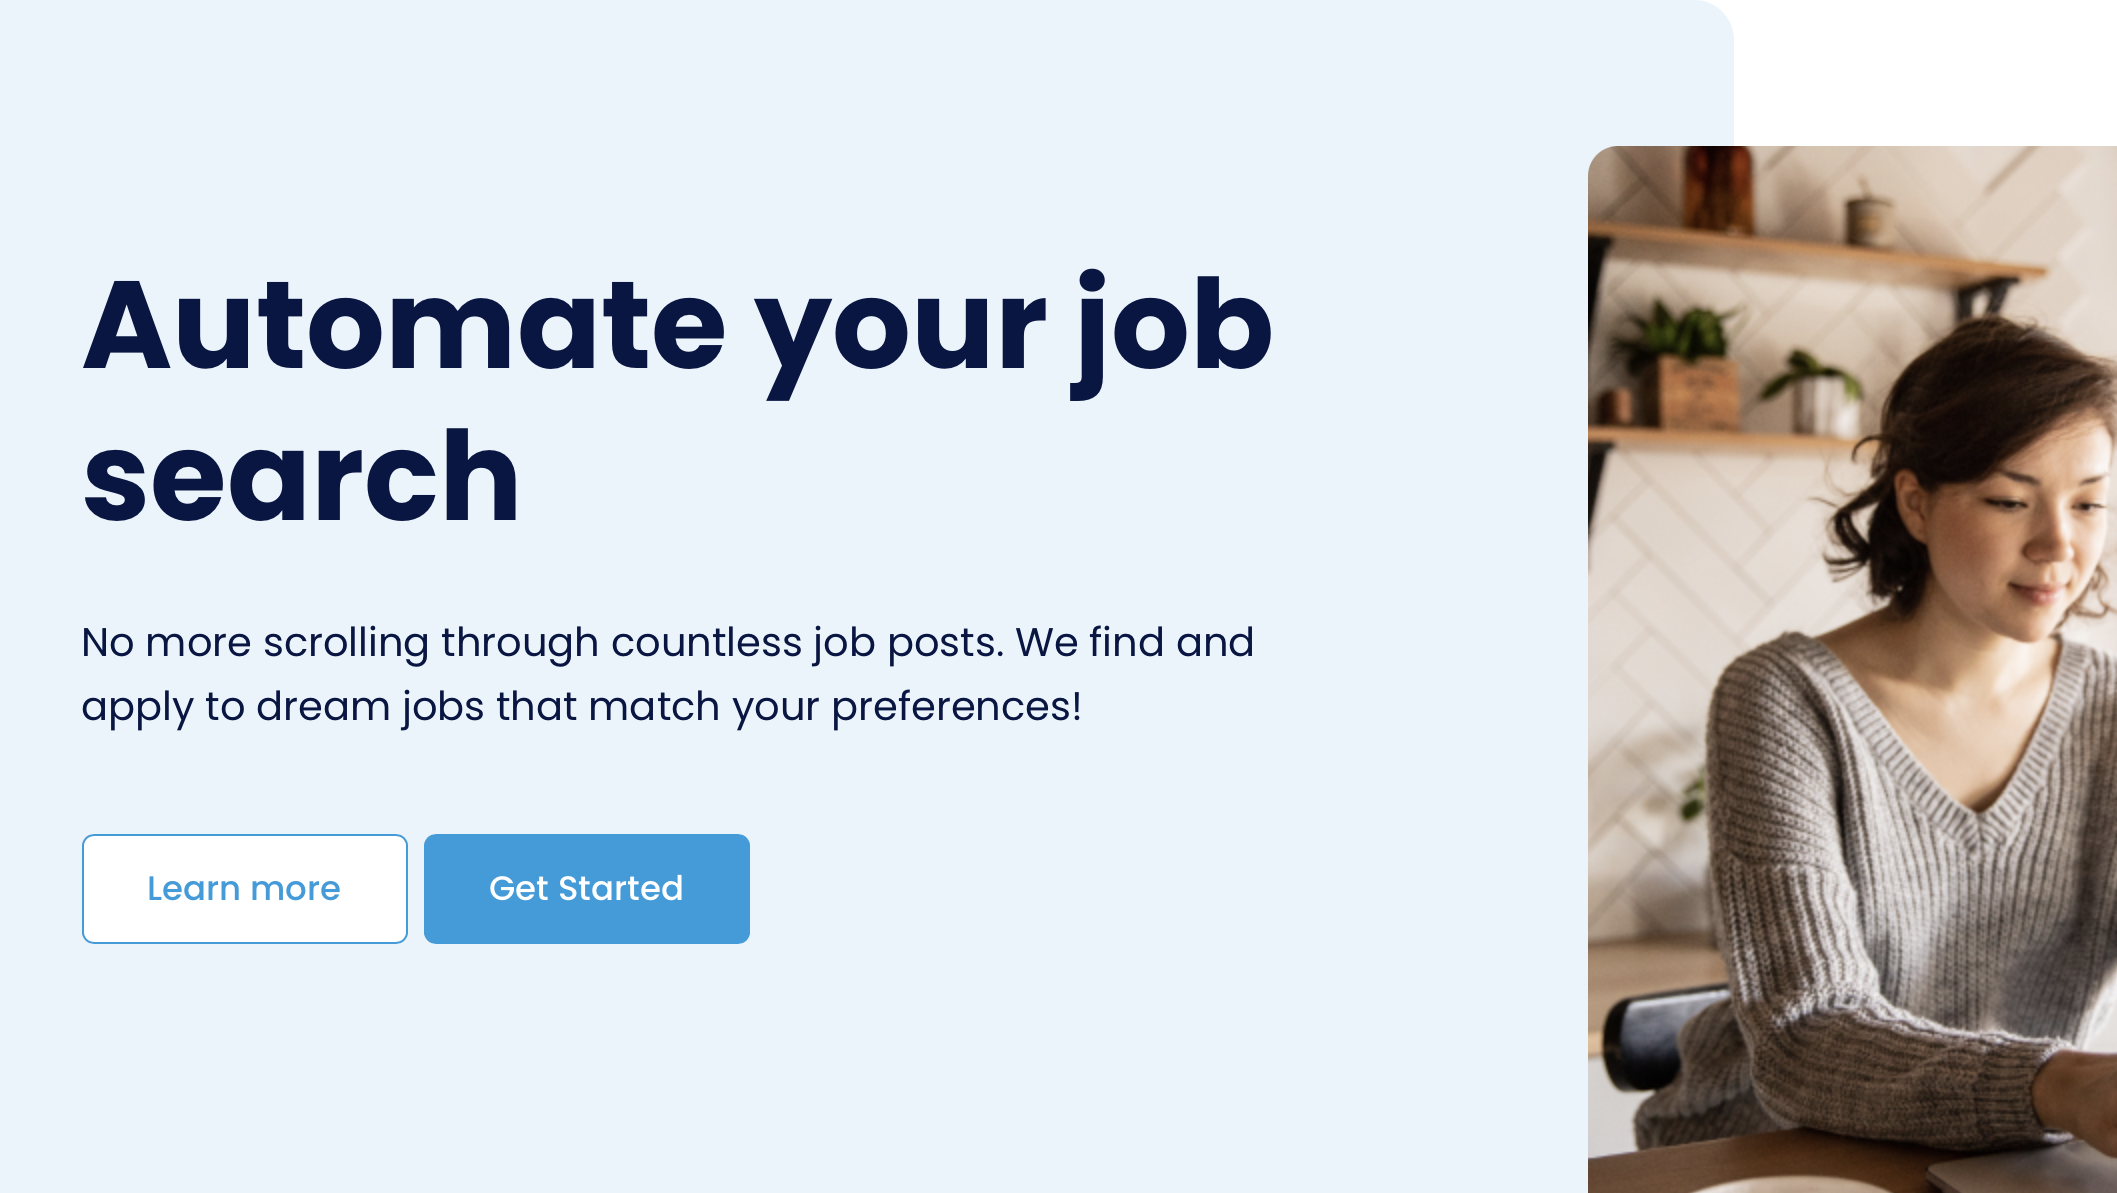 Automate your job
search
No more scrolling through countless job posts. We find and
apply to dream jobs that match your preferences!
Learn more
Get Started